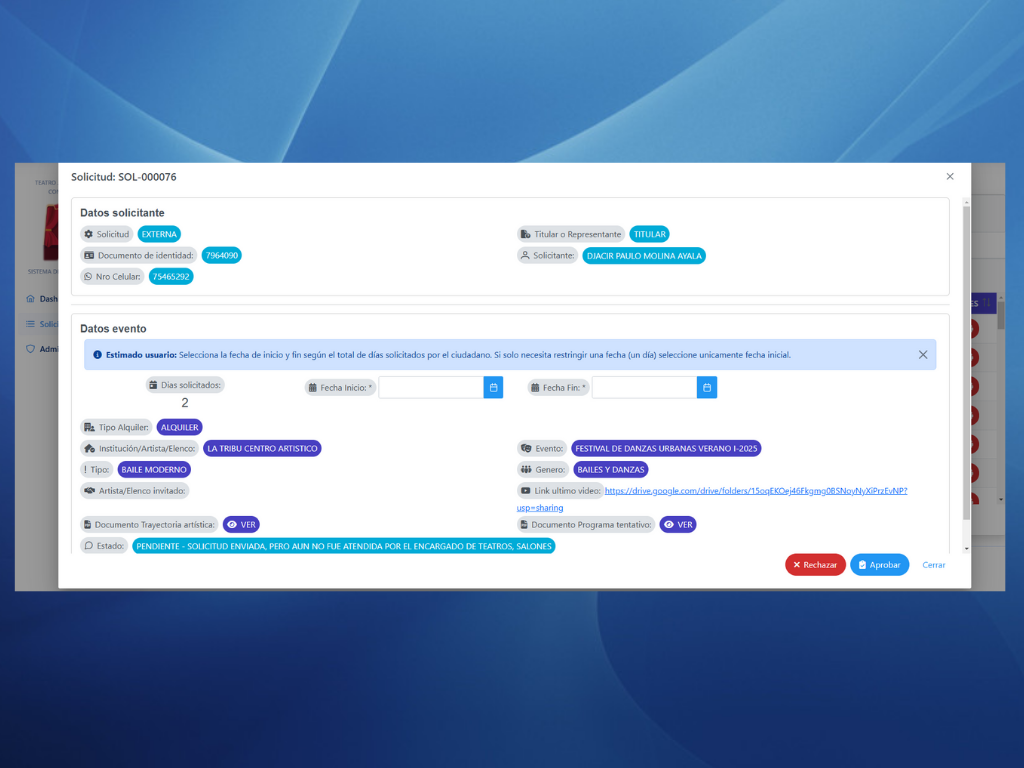 Solicitud: SOL-000076
TEATRO
Datos solicitante
Solicitud EXTERNA
Titular o Representante TITULAR
Documento de identidad: 7964090
Solicitante: DJACIR PAULO MOLINA AYALA
Nro Celular: 75465292
SISTEMA D
Dash
Solic
Admi
ES
Datos evento
Estimado usuario: Selecciona la fecha de inicio y fin según el total de días solicitados por el ciudadano. Si solo necesita restringir una fecha (un día) seleccione unicamente fecha inicial.
Días solicitados:
2
Fecha Inicio: *
Fecha Fin: *
Tipo Alquiler: ALQUILER
Institución/Artista/Elenco: LA TRIBU CENTRO ARTISTICO
Evento: FESTIVAL DE DANZAS URBANAS VERANO I-2025
! Tipo: BAILE MODERNO
Genero: BAILES Y DANZAS
Artista/Elenco invitado:
Link ultimo video: https://drive.google.com/drive/folders/15oqEKOej46Fkgmg0BSNoyNyXiPrzEvNP?
usp=sharing
Documento Trayectoria artística: VER
Documento Programa tentativo: VER
Estado: PENDIENTE - SOLICITUD ENVIADA, PERO AUN NO FUE ATENDIDA POR EL ENCARGADO DE TEATROS, SALONES
Rechazar
Aprobar
Cerrar